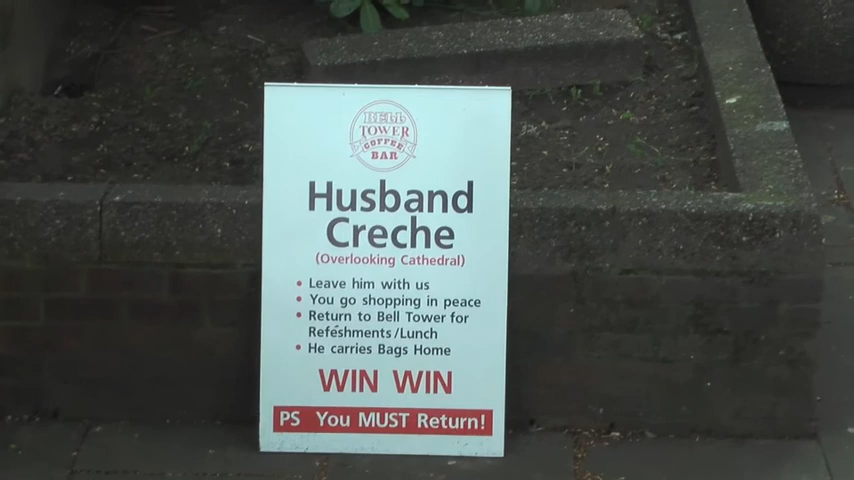 BELL
TOWER
COFFEE
BAR
Husband
Creche
(Overlooking Cathedral)
• Leave him with us
• You go shopping in peace
• Return to Bell Tower for
Refeshments/Lunch
• He carries Bags Home
WIN WIN
PS You MUST Return!